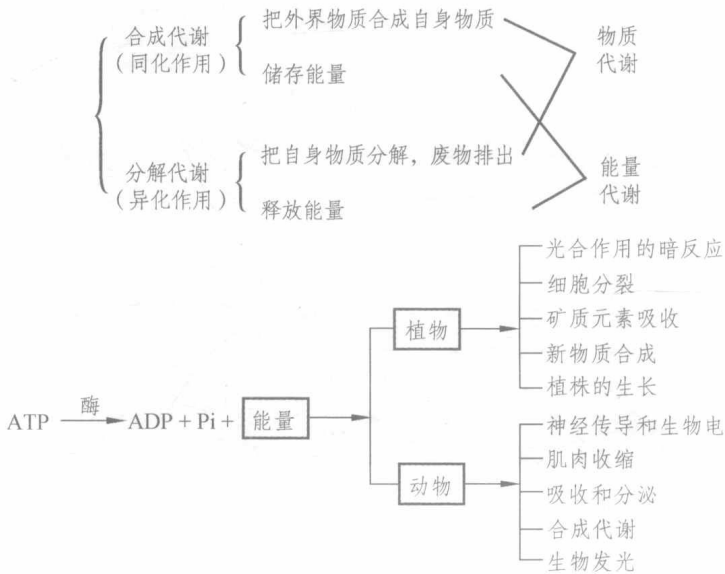 把外界物质合成自身物质
合成代谢
（同化作用）
储存能量
物质
代谢
分解代谢
（异化作用）
把自身物质分解，废物排出
释放能量
能量
代谢
光合作用的暗反应
细胞分裂
植物
矿质元素吸收
新物质合成
植株的生长
酶
ATP ADP + Pi + 能量
神经传导和生物电
肌肉收缩
动物
吸收和分泌
合成代谢
生物发光